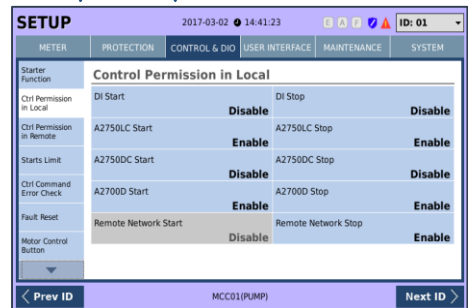 SETUP
2017-03-02 14:41:23
E A F
ID: 01
METER PROTECTION CONTROL & DIO USER INTERFACE MAINTENANCE SYSTEM
Starter
Function
Ctrl Permission
in Local
Ctrl Permission
in Remote
Starts Limit
Ctrl Command
Error Check
Fault Reset
Motor Control
Button
Control Permission in Local
DI Start
Disable
DI Stop
Disable
A2750LC Start
Enable
A2750LC Stop
Enable
A2750DC Start
Disable
A2750DC Stop
Disable
A2700D Start
Enable
A2700D Stop
Enable
Remote Network Start
Disable
Remote Network Stop
Enable
< Prev ID
MCC01(PUMP)
Next ID >